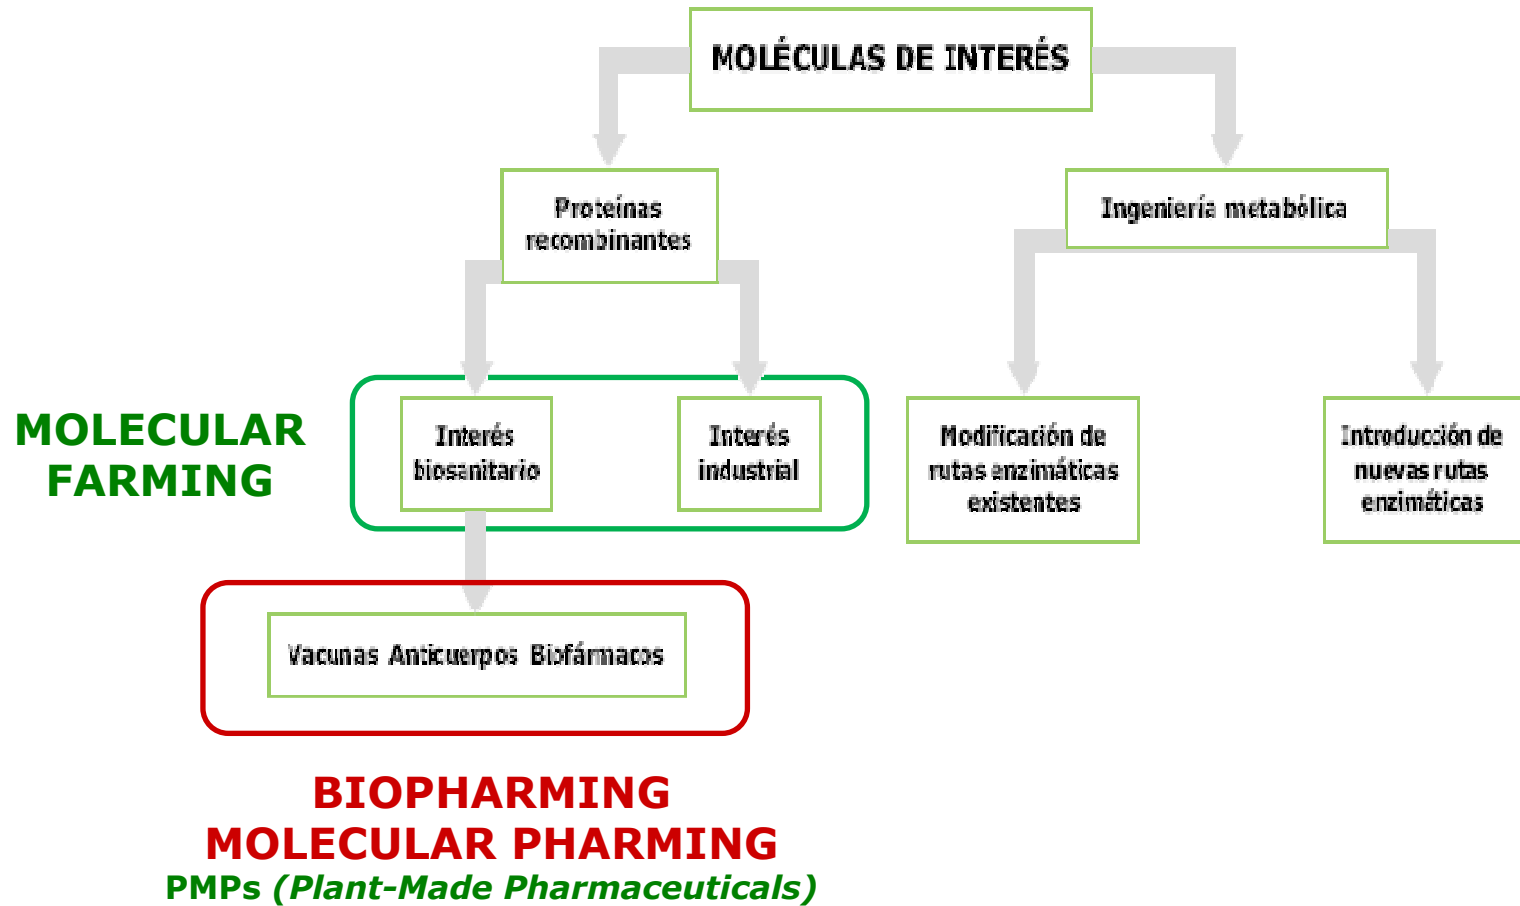 MOLÉCULAS DE INTERÉS
Proteínas
recombinantes
Ingeniería metabólica
MOLECULAR
FARMING
Interés
biosanitario
Interés
industrial
Modificación de
rutas enzimáticas
existentes
Introducción de
nuevas rutas
enzimáticas
Vacunas Anticuerpos Biofármacos
BIOPHARMING
MOLECULAR PHARMING
PMPs (Plant-Made Pharmaceuticals)